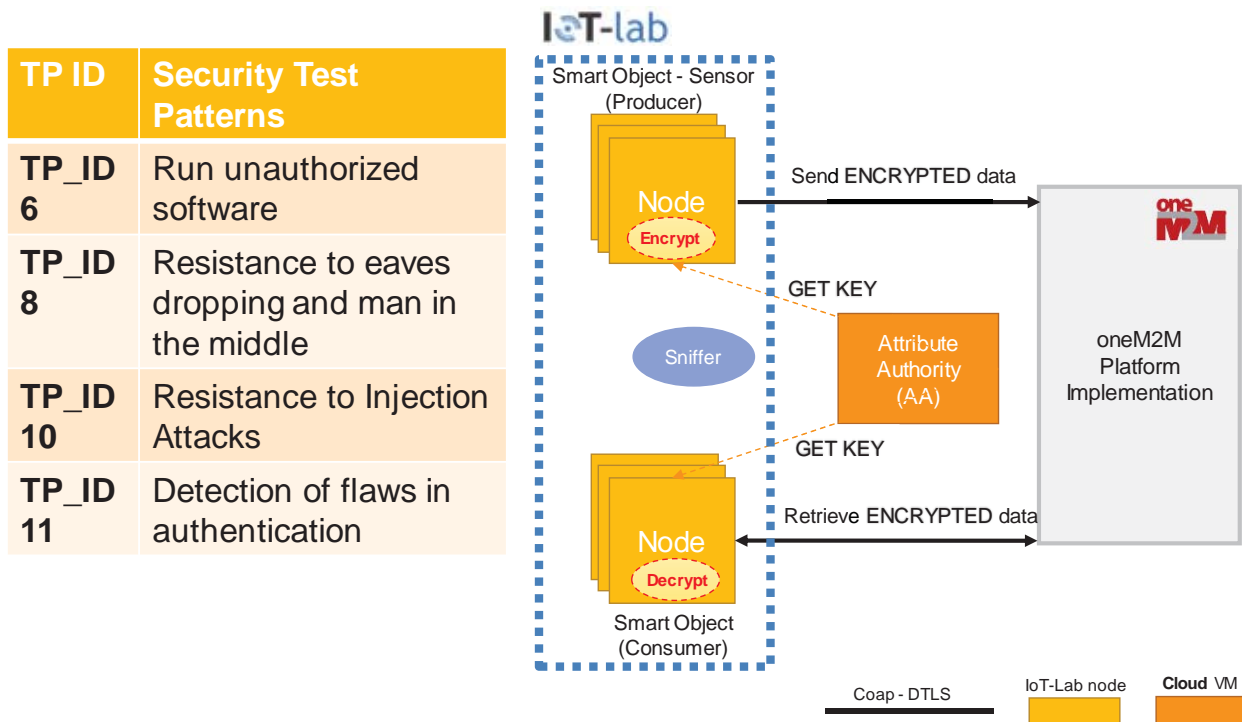 IoT-lab
TP ID
Security Test
Patterns
TP_ID
6
Run unauthorized
software
TP_ID
8
Resistance to eaves
dropping and man in
the middle
TP_ID
10
Resistance to Injection
Attacks
TP_ID
11
Detection of flaws in
authentication
Smart Object - Sensor
(Producer)
Node
Encrypt
Send ENCRYPTED data
one
M2M
GET KEY
Sniffer
Attribute
Authority
(AA)
oneM2M
Platform
Implementation
GET KEY
Retrieve ENCRYPTED data
Node
Decrypt
Smart Object
(Consumer)
Coap - DTLS
IoT-Lab node
Cloud VM